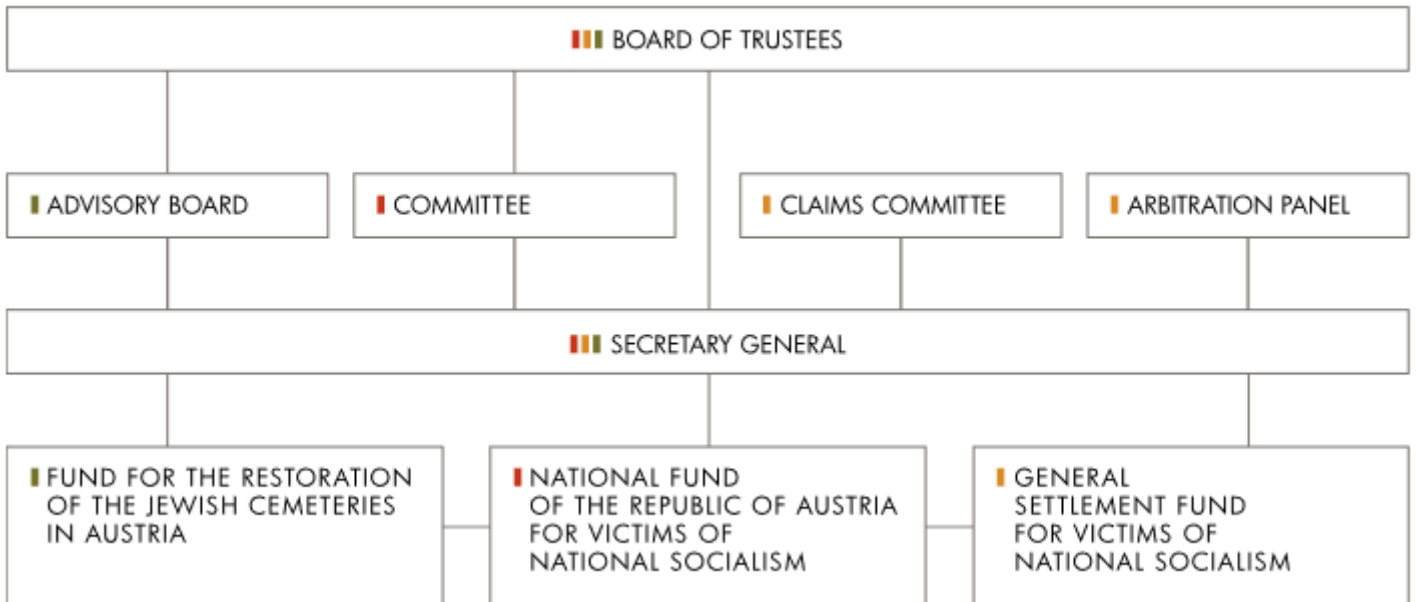 BOARD OF TRUSTEES
ADVISORY BOARD
COMMITTEE
CLAIMS COMMITTEE
ARBITRATION PANEL
SECRETARY GENERAL
FUND FOR THE RESTORATION
OF THE JEWISH CEMETERIES
IN AUSTRIA
NATIONAL FUND
OF THE REPUBLIC OF AUSTRIA
FOR VICTIMS OF
NATIONAL SOCIALISM
GENERAL
SETTLEMENT FUND
FOR VICTIMS OF
NATIONAL SOCIALISM